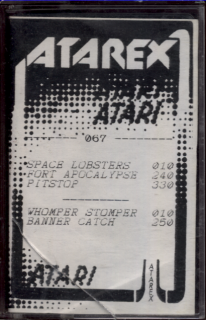 ATAREX
ATARI
ATARI
067
SPACE LOBSTERS 010
FORT APOCALYPSE 240
PITSTOP 330
WHOMPER STOMPER 010
BANNER CATCH 250
ATARI
ATAREX